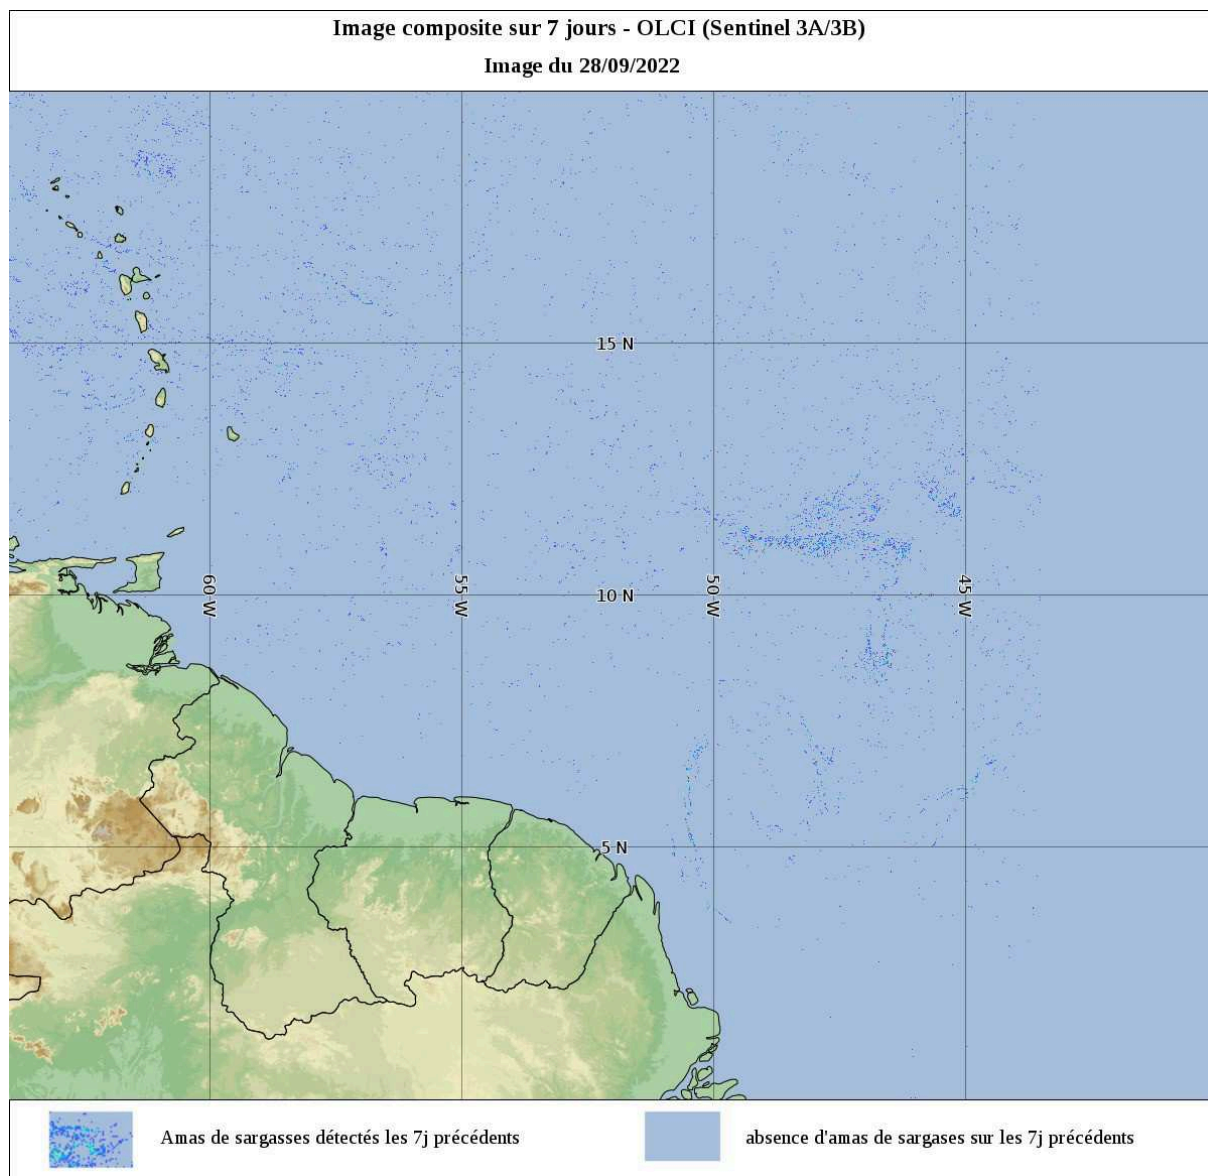 Image composite sur 7 jours - OLCI (Sentinel 3A/3B)
Image du 28/09/2022
15 N
60 W
55 W
10 N
50 W
45 W
5 N
Amas de sargasses détectés les 7j précédents
absence d'amas de sargases sur les 7j précédents